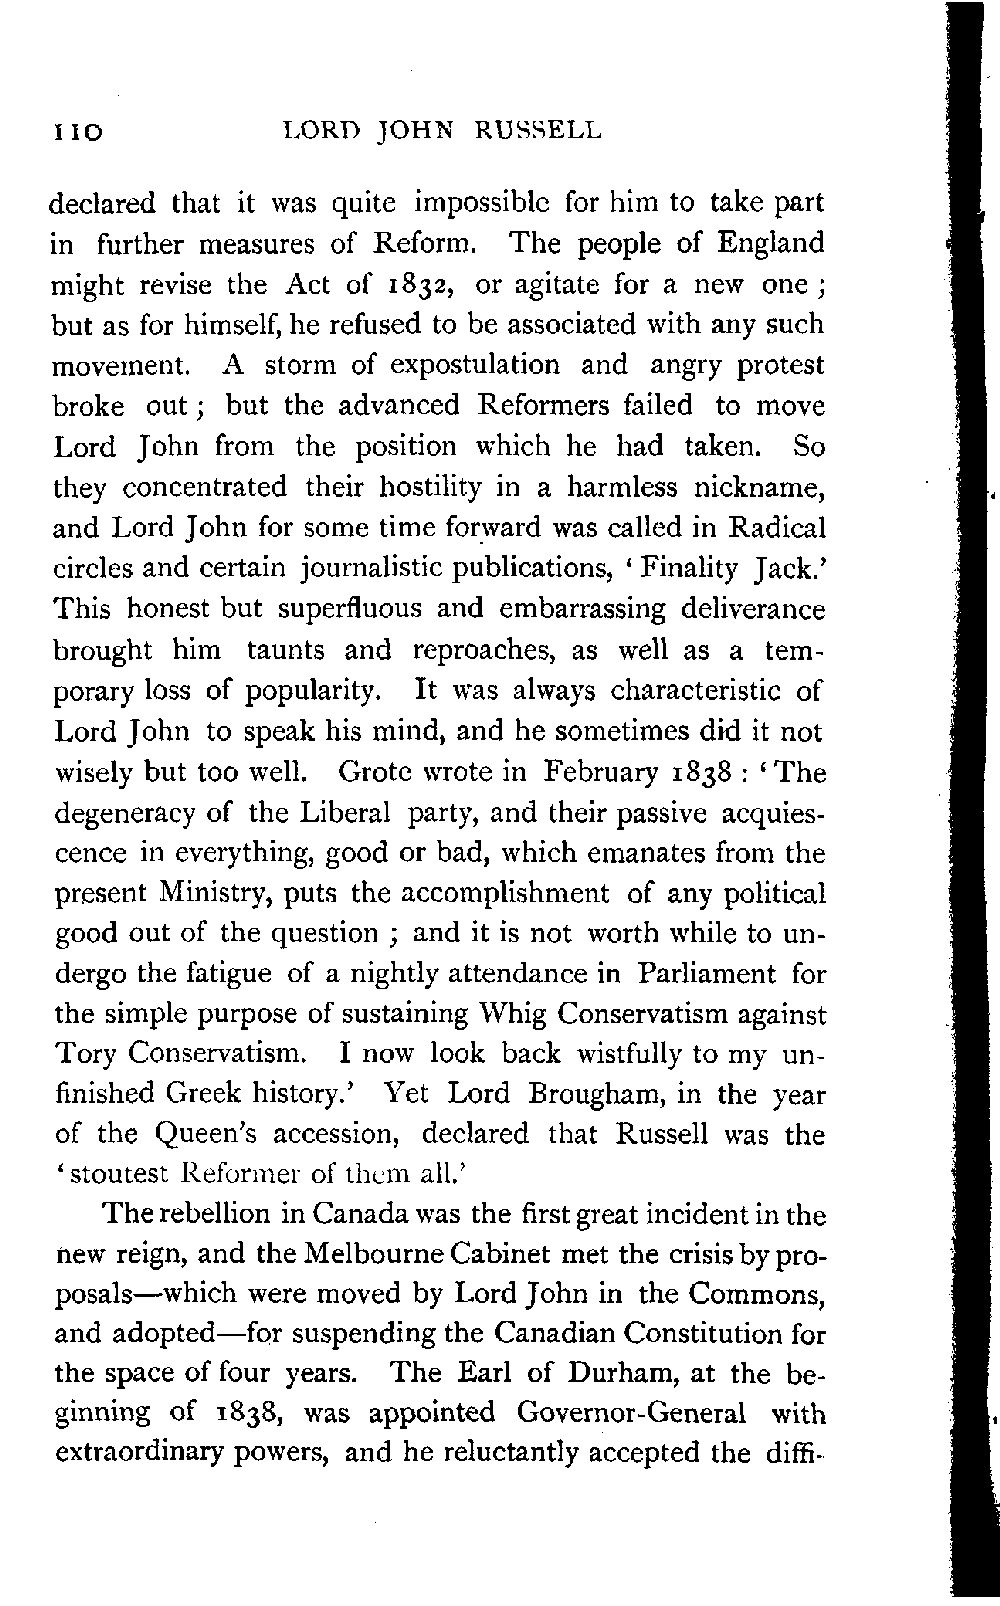 110 LORD JOHN RUSSELL
declared that it was quite impossible for him to take part
in further measures of Reform. The people of England
might revise the Act of 1832, or agitate for a new one ;
but as for himself, he refused to be associated with any such
movement. A storm of expostulation and angry protest
broke out ; but the advanced Reformers failed to move
Lord John from the position which he had taken. So
they concentrated their hostility in a harmless nickname,
and Lord John for some time forward was called in Radical
circles and certain journalistic publications, ‘ Finality Jack.’
This honest but superfluous and embarrassing deliverance
brought him taunts and reproaches, as well as a tem-
porary loss of popularity. It was always characteristic of
Lord John to speak his mind, and he sometimes did it not
wisely but too well. Grote wrote in February 1838 : ‘ The
degeneracy of the Liberal party, and their passive acquies-
cence in everything, good or bad, which emanates from the
present Ministry, puts the accomplishment of any political
good out of the question ; and it is not worth while to un-
dergo the fatigue of a nightly attendance in Parliament for
the simple purpose of sustaining Whig Conservatism against
Tory Conservatism. I now look back wistfully to my un-
finished Greek history.’ Yet Lord Brougham, in the year
of the Queen’s accession, declared that Russell was the
‘ stoutest Reformer of them all.’
The rebellion in Canada was the first great incident in the
new reign, and the Melbourne Cabinet met the crisis by pro-
posals—which were moved by Lord John in the Commons,
and adopted—for suspending the Canadian Constitution for
the space of four years. The Earl of Durham, at the be-
ginning of 1838, was appointed Governor-General with
extraordinary powers, and he reluctantly accepted the diffi-